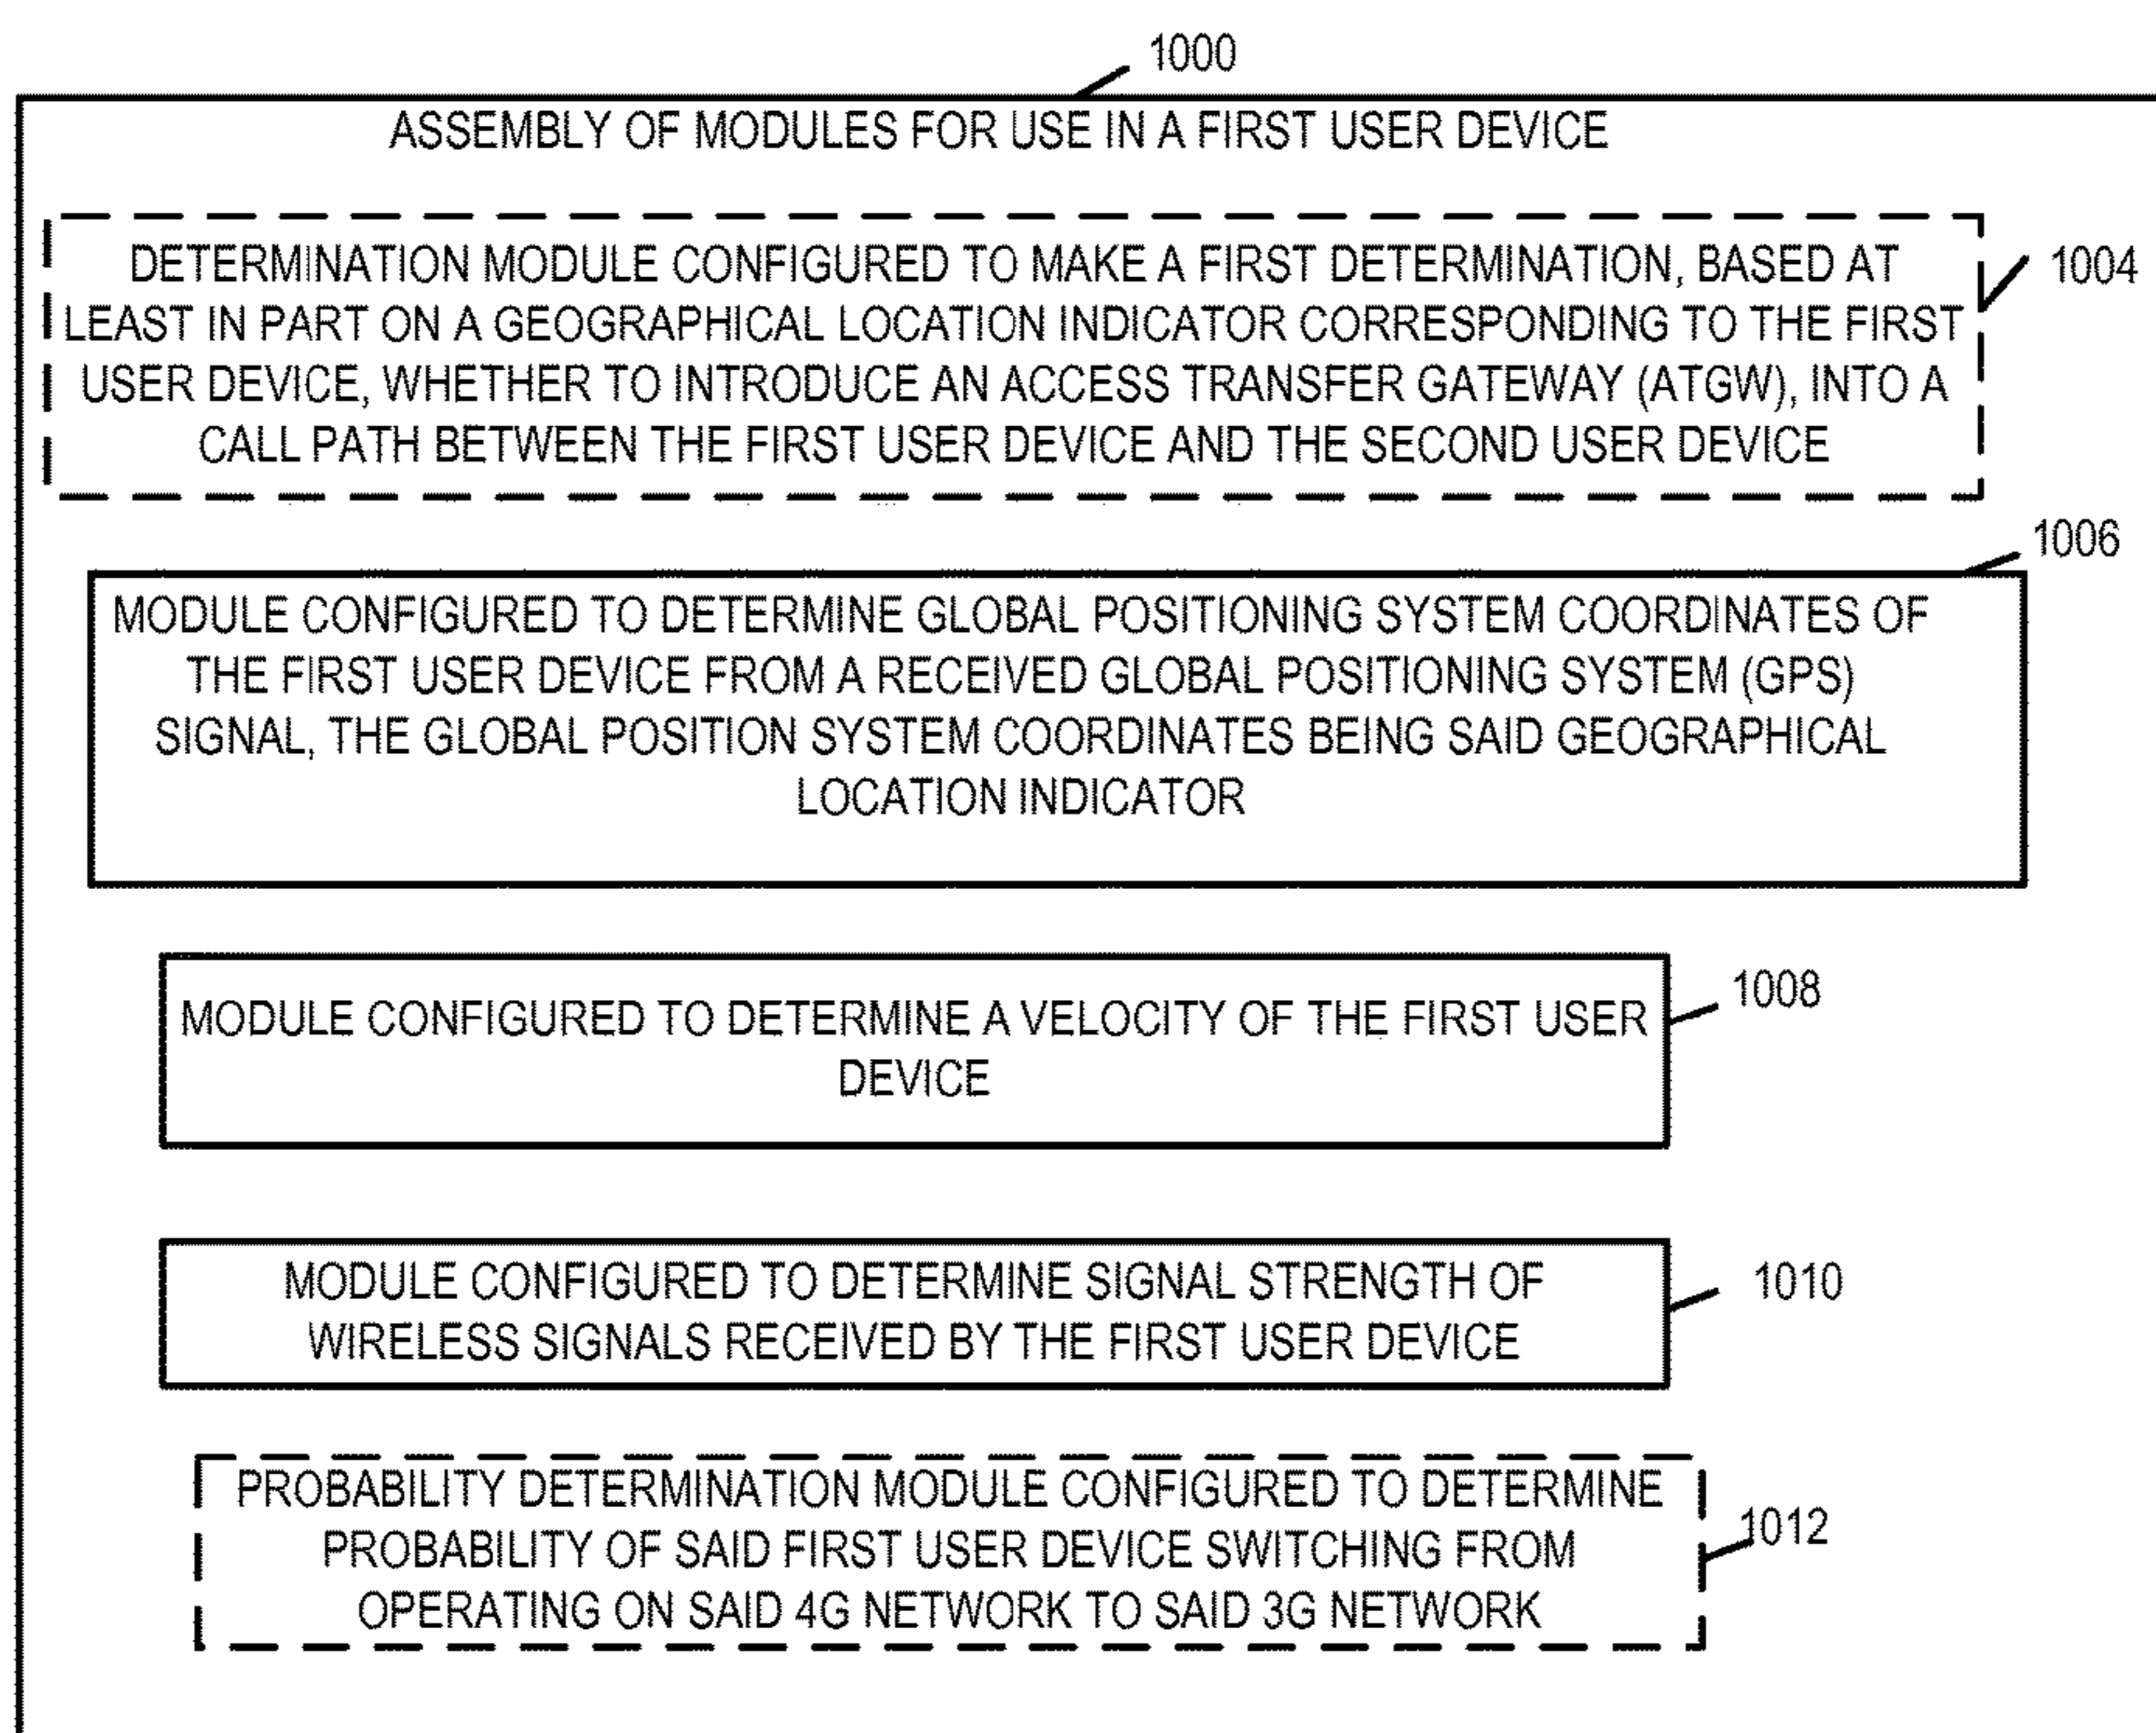 1000
ASSEMBLY OF MODULES FOR USE IN A FIRST USER DEVICE
DETERMINATION MODULE CONFIGURED TO MAKE A FIRST DETERMINATION, BASED AT
LEAST IN PART ON A GEOGRAPHICAL LOCATION INDICATOR CORRESPONDING TO THE FIRST
USER DEVICE, WHETHER TO INTRODUCE AN ACCESS TRANSFER GATEWAY (ATGW), INTO A
CALL PATH BETWEEN THE FIRST USER DEVICE AND THE SECOND USER DEVICE
1004
1006
MODULE CONFIGURED TO DETERMINE GLOBAL POSITIONING SYSTEM COORDINATES OF
THE FIRST USER DEVICE FROM A RECEIVED GLOBAL POSITIONING SYSTEM (GPS)
SIGNAL, THE GLOBAL POSITION SYSTEM COORDINATES BEING SAID GEOGRAPHICAL
LOCATION INDICATOR
MODULE CONFIGURED TO DETERMINE A VELOCITY OF THE FIRST USER
DEVICE
1008
MODULE CONFIGURED TO DETERMINE SIGNAL STRENGTH OF
WIRELESS SIGNALS RECEIVED BY THE FIRST USER DEVICE
1010
PROBABILITY DETERMINATION MODULE CONFIGURED TO DETERMINE
PROBABILITY OF SAID FIRST USER DEVICE SWITCHING FROM
OPERATING ON SAID 4G NETWORK TO SAID 3G NETWORK
1012